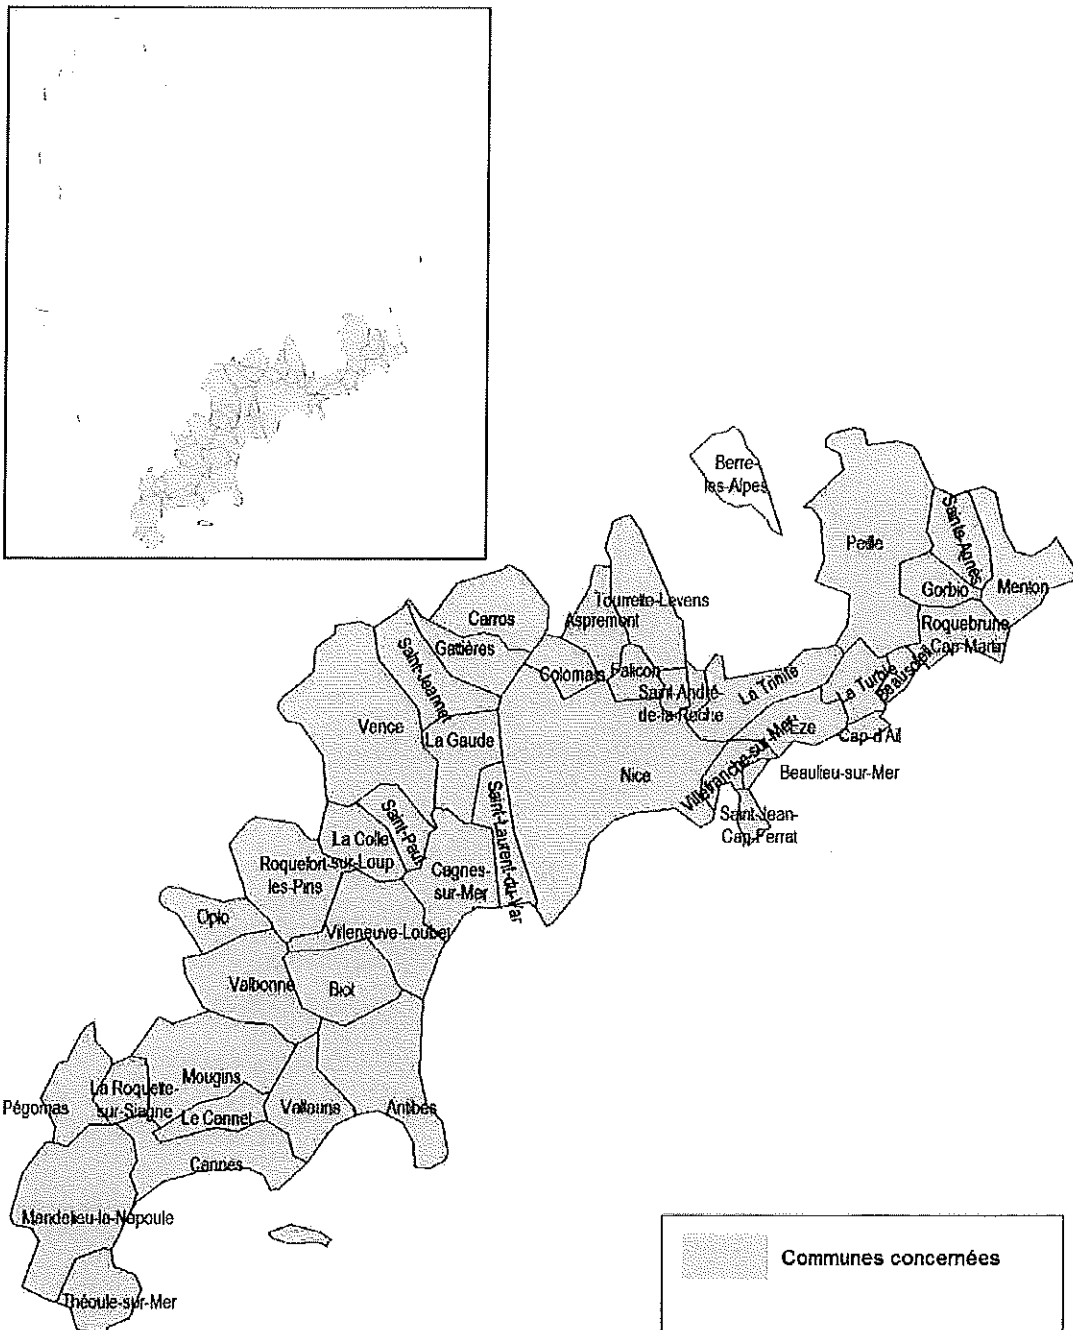 Berre-
les-Alpes
Peille
Sainte-Agnès
Gorbio
Menton
Roquebrune
Cap-Martin
Carros
Tourrette-Levens
Aspremont
Gattières
Saint-Jeannet
Colomars
Falicon
Saint-André-
de-la-Roche
La Trinité
La Turbie
Beausoleil
Vence
La Gaude
Nice
Villefranche-sur-Mer
Eze
Cap-d'Ail
Beaulieu-sur-Mer
Saint-Jean-
Cap-Ferrat
Saint-Laurent-du-Var
Saint-Paul
La Colle-
sur-Loup
Roquefort-
les-Pins
Cagnes-
sur-Mer
Opio
Villeneuve-Loubet
Valbonne
Biot
Mougins
La Roquette-
sur-Siagne
Pégomas
Le Cannet
Vallauris
Antibes
Cannes
Mandelieu-la-Napoule
Théoule-sur-Mer
Communes concernées